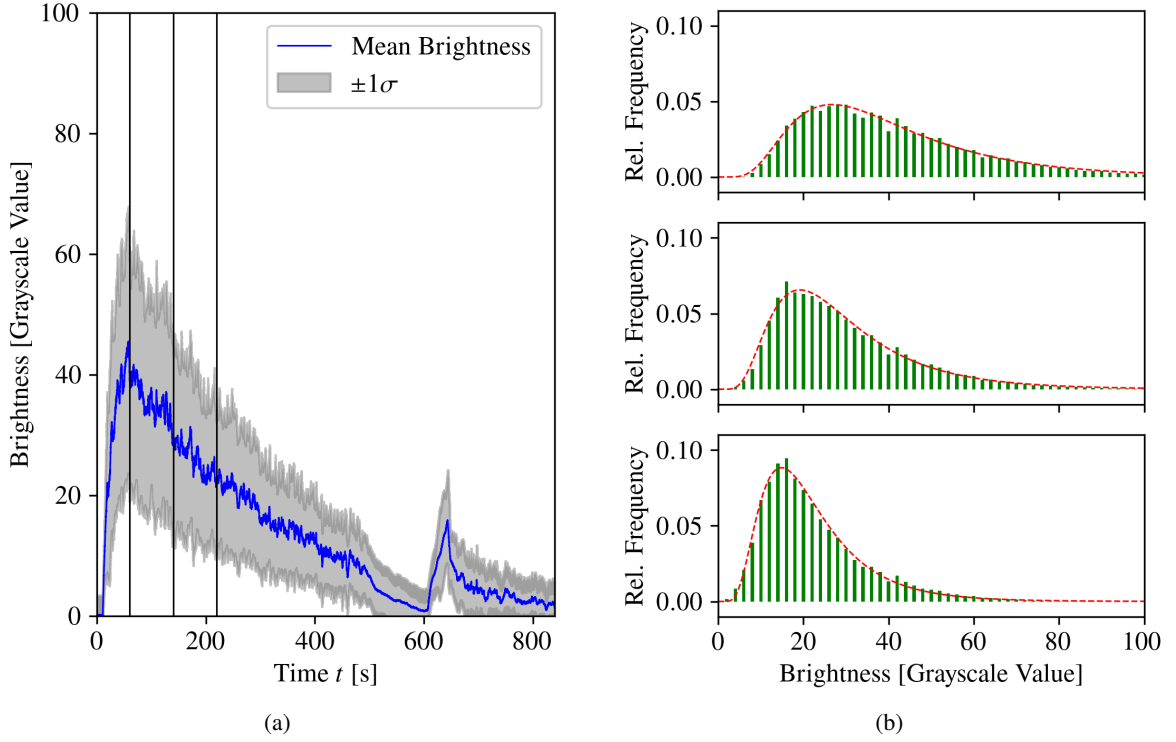 100
80
60
40
20
0
Brightness [Grayscale Value]
Mean Brightness
±1σ
0
200
400
600
800
Time t [s]
(a)
0.10
0.05
0.00
Rel. Frequency
0.10
0.05
0.00
Rel. Frequency
0.10
0.05
0.00
Rel. Frequency
0
20
40
60
80
100
Brightness [Grayscale Value]
(b)